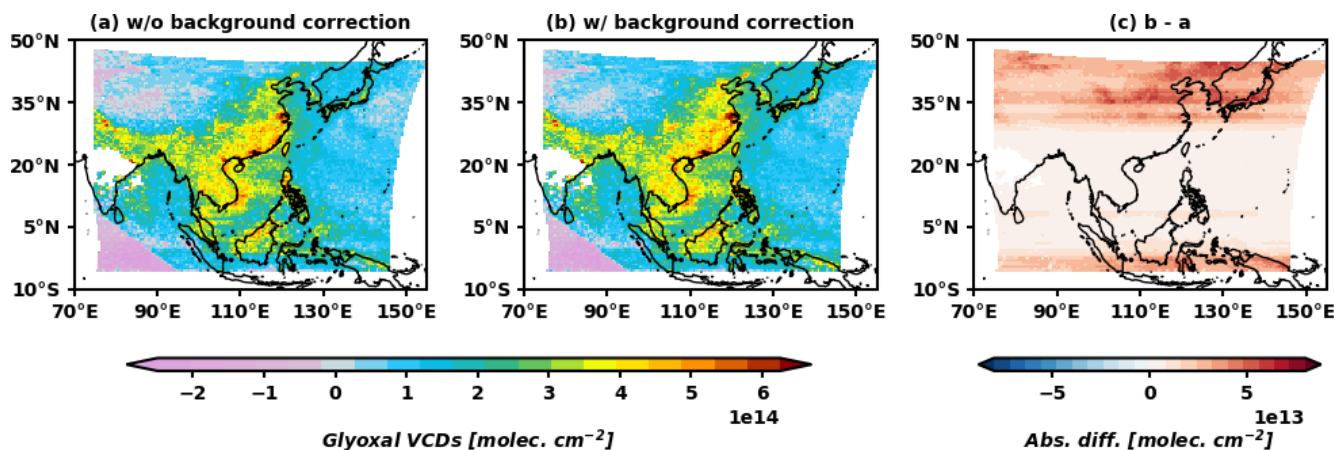 (a) w/o background correction
(b) w/ background correction
(c) b - a
50°N
35°N
20°N
5°N
10°S
70°E 90°E 110°E 130°E 150°E
50°N
35°N
20°N
5°N
10°S
70°E 90°E 110°E 130°E 150°E
50°N
35°N
20°N
5°N
10°S
70°E 90°E 110°E 130°E 150°E
−2 −1 0 1 2 3 4 5 6
1e14
Glyoxal VCDs [molec. cm⁻²]
−5 0 5
1e13
Abs. diff. [molec. cm⁻²]